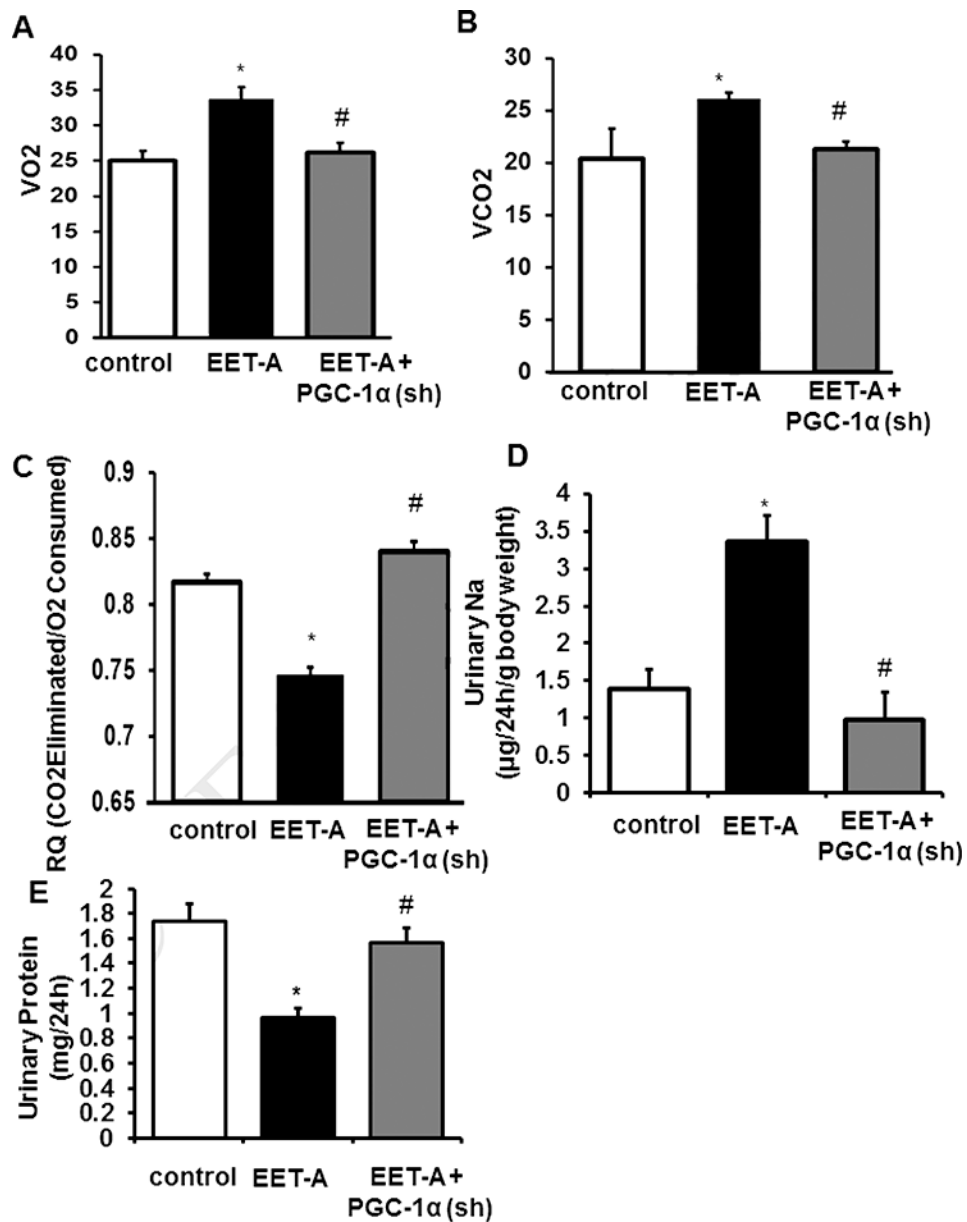 A
40
35
30
25
20
15
10
5
0
VO2
*
#
control
EET-A
EET-A+
PGC-1α (sh)
B
30
25
20
15
10
5
0
VCO2
*
#
control
EET-A
EET-A+
PGC-1α (sh)
C
0.9
0.85
0.8
0.75
0.7
0.65
RQ (CO2Eliminated/O2 Consumed)
*
#
control
EET-A
EET-A+
PGC-1α (sh)
D
4
3.5
3
2.5
2
1.5
1
0.5
0
Urinary Na
(µg/24h/g bodyweight)
*
#
control
EET-A
EET-A+
PGC-1α (sh)
E
2
1.8
1.6
1.4
1.2
1
0.8
0.6
0.4
0.2
0
Urinary Protein
(mg/24h)
*
#
control
EET-A
EET-A+
PGC-1α (sh)